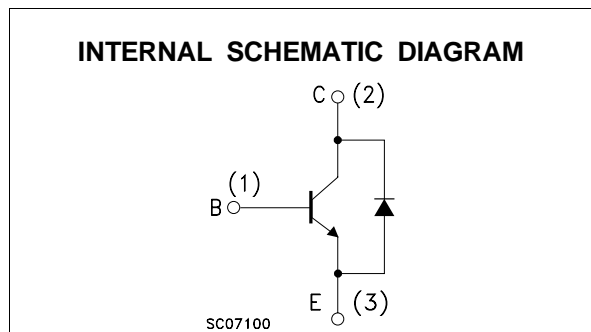 INTERNAL SCHEMATIC DIAGRAM
C (2)
(1)
B
E (3)
SC07100